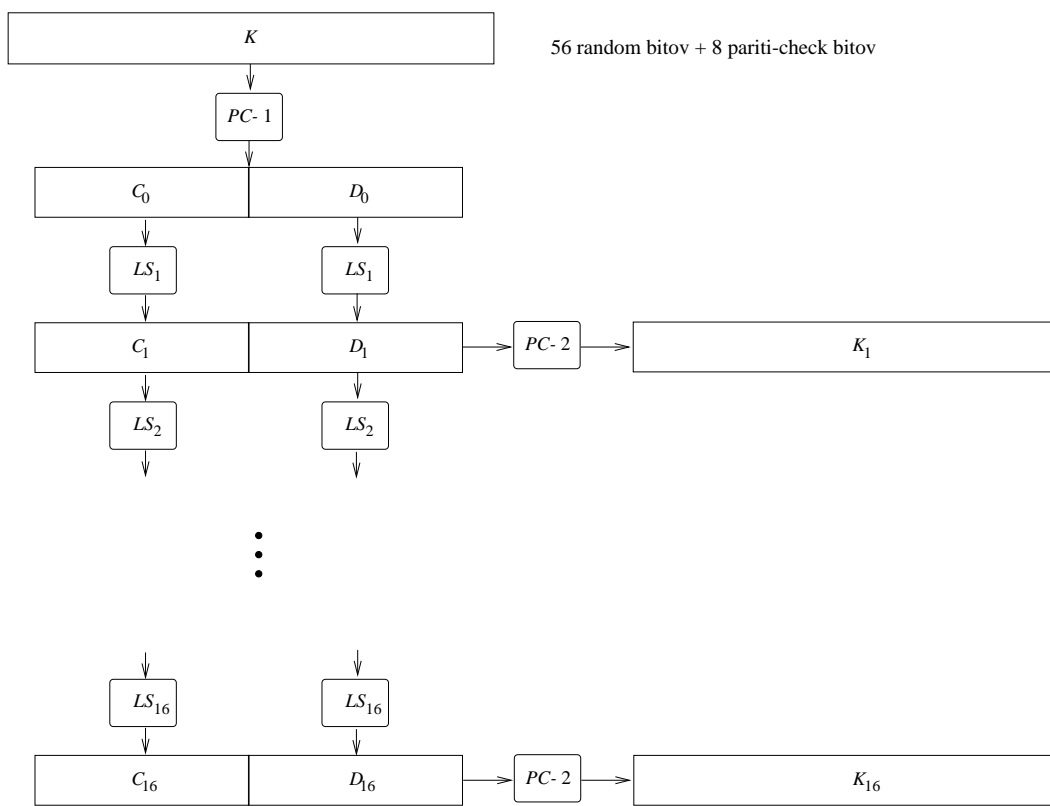 K
56 random bitov + 8 pariti-check bitov
PC- 1
C0 D0
LS1 LS1
C1 D1 PC- 2 K1
LS2 LS2
LS16 LS16
C16 D16 PC- 2 K16